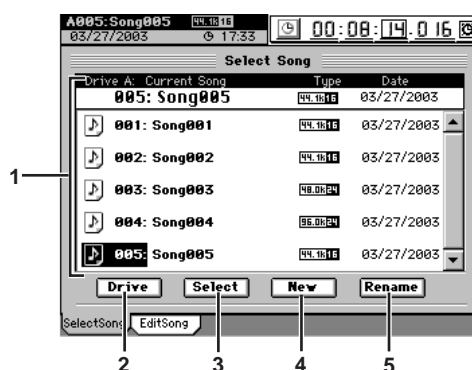 A005:Song005 44.1k16
03/27/2003 17:33 00:08:14.016
Select Song
Drive A: Current Song Type Date
005: Song005 44.1k16 03/27/2003
001: Song001 44.1k16 03/27/2003
002: Song002 44.1k16 03/27/2003
003: Song003 48.0k24 03/27/2003
004: Song004 96.0k24 03/27/2003
005: Song005 44.1k16 03/27/2003
1
Drive Select New Rename
SelectSong EditSong
2 3 4 5